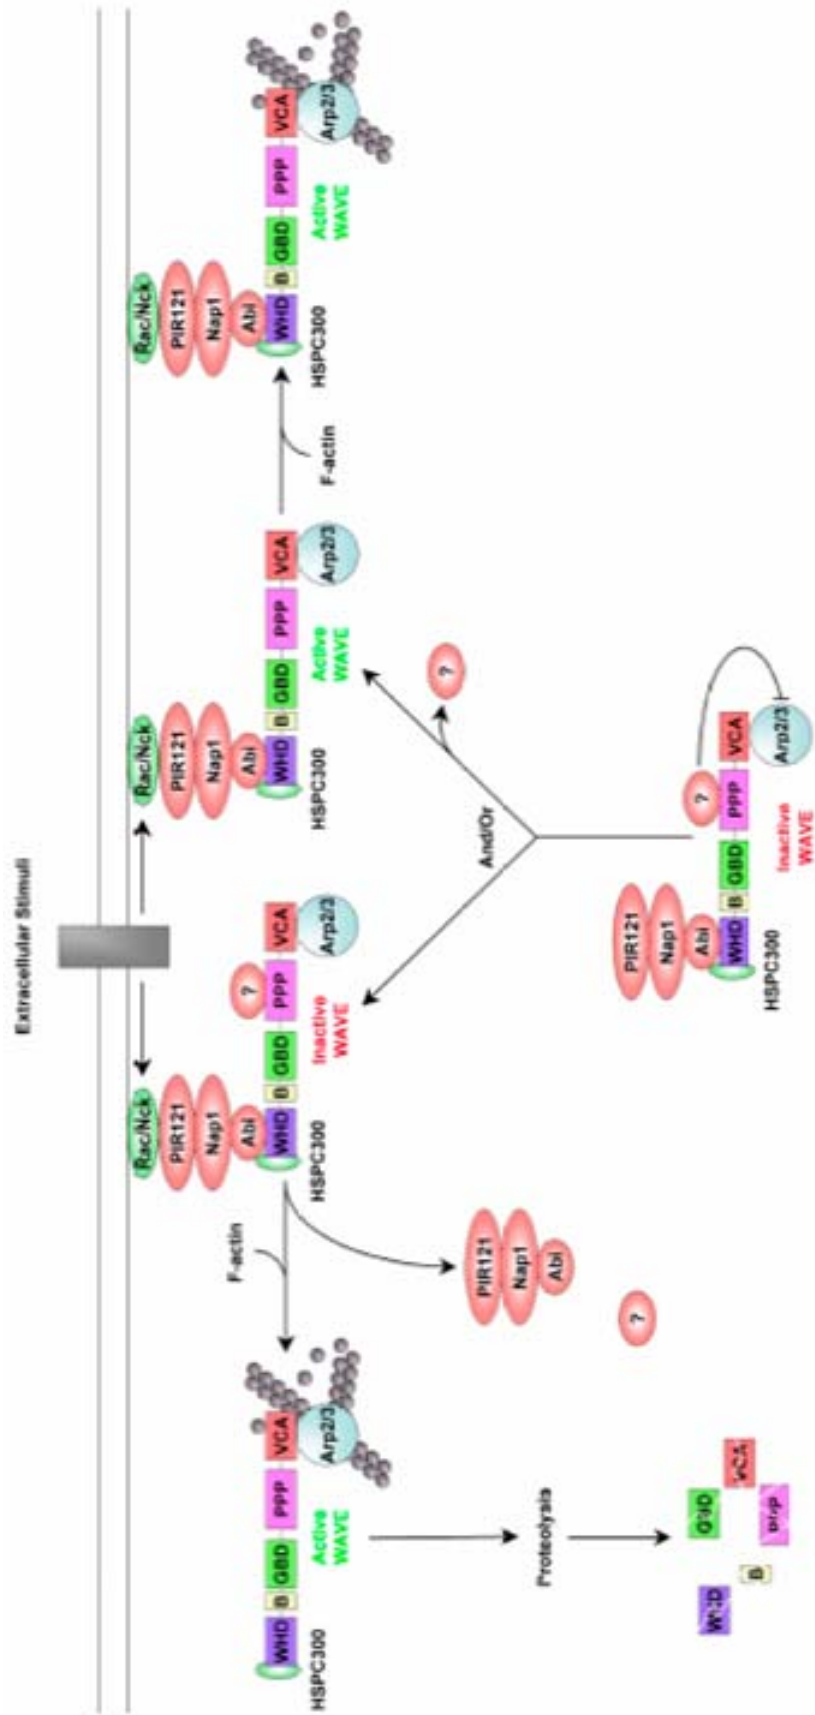 Extracellular Stimuli
HSPC300
WHD
B
GBD
PPP
VCA
Arp2/3
Active
WAVE
F-actin
Rac/Nck
PIR121
Nap1
Abi
WHD
B
GBD
?
PPP
VCA
Arp2/3
HSPC300
Inactive
WAVE
Rac/Nck
PIR121
Nap1
Abi
WHD
B
GBD
PPP
VCA
Arp2/3
HSPC300
Active
WAVE
F-actin
Rac/Nck
PIR121
Nap1
Abi
WHD
B
GBD
PPP
VCA
Arp2/3
HSPC300
Active
WAVE
PIR121
Nap1
Abi
?
And/Or
?
Proteolysis
B
VCA
PIR121
Nap1
Abi
WHD
B
GBD
?
PPP
VCA
Arp2/3
HSPC300
Inactive
WAVE